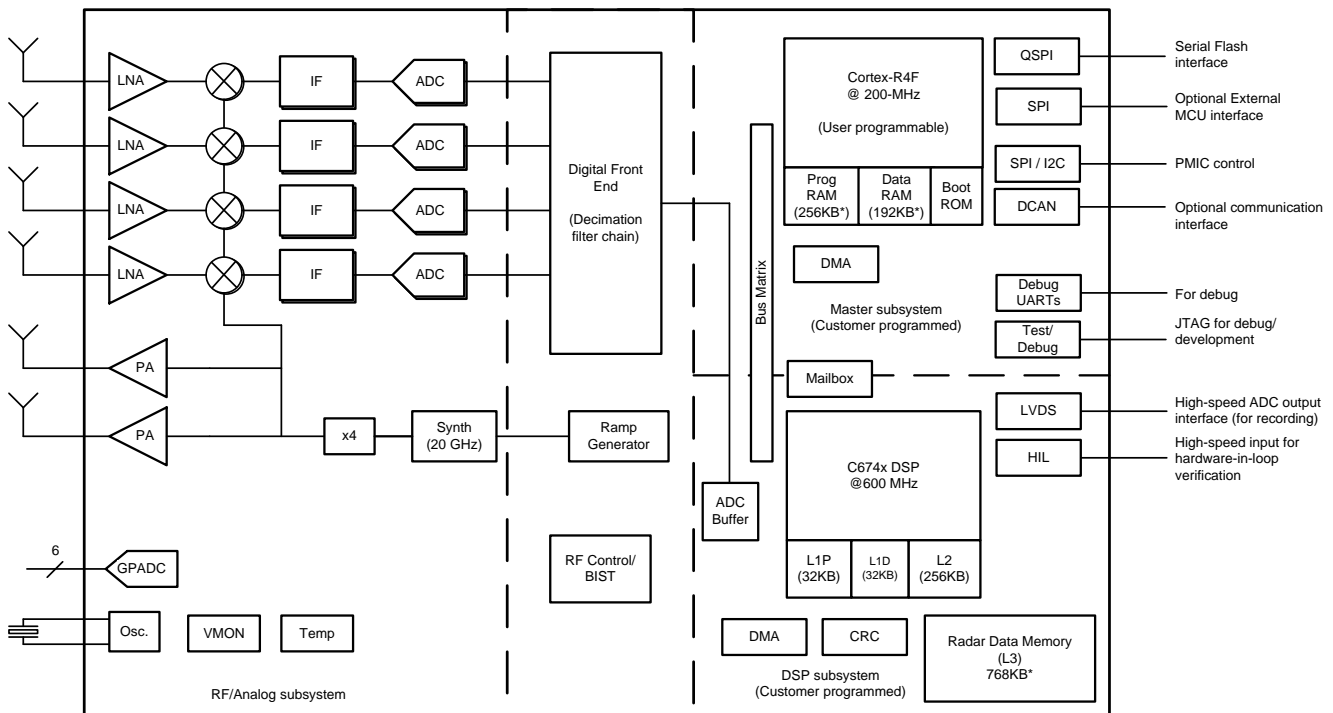 LNA
IF
ADC
LNA
IF
ADC
LNA
IF
ADC
LNA
IF
ADC
PA
PA
x4
Synth
(20 GHz)
Ramp
Generator
Digital Front
End
(Decimation
filter chain)
RF Control/
BIST
6
GPADC
Osc.
VMON
Temp
RF/Analog subsystem
Cortex-R4F
@ 200-MHz
(User programmable)
Prog
RAM
(256KB*)
Data
RAM
(192KB*)
Boot
ROM
DMA
Master subsystem
(Customer programmed)
Bus Matrix
Mailbox
QSPI
Serial Flash
interface
SPI
Optional External
MCU interface
SPI / I2C
PMIC control
DCAN
Optional communication
interface
Debug
UARTs
For debug
Test/
Debug
JTAG for debug/
development
LVDS
High-speed ADC output
interface (for recording)
HIL
High-speed input for
hardware-in-loop
verification
ADC
Buffer
C674x DSP
@600 MHz
L1P
(32KB)
L1D
(32KB)
L2
(256KB)
DMA
CRC
DSP subsystem
(Customer programmed)
Radar Data Memory
(L3)
768KB*